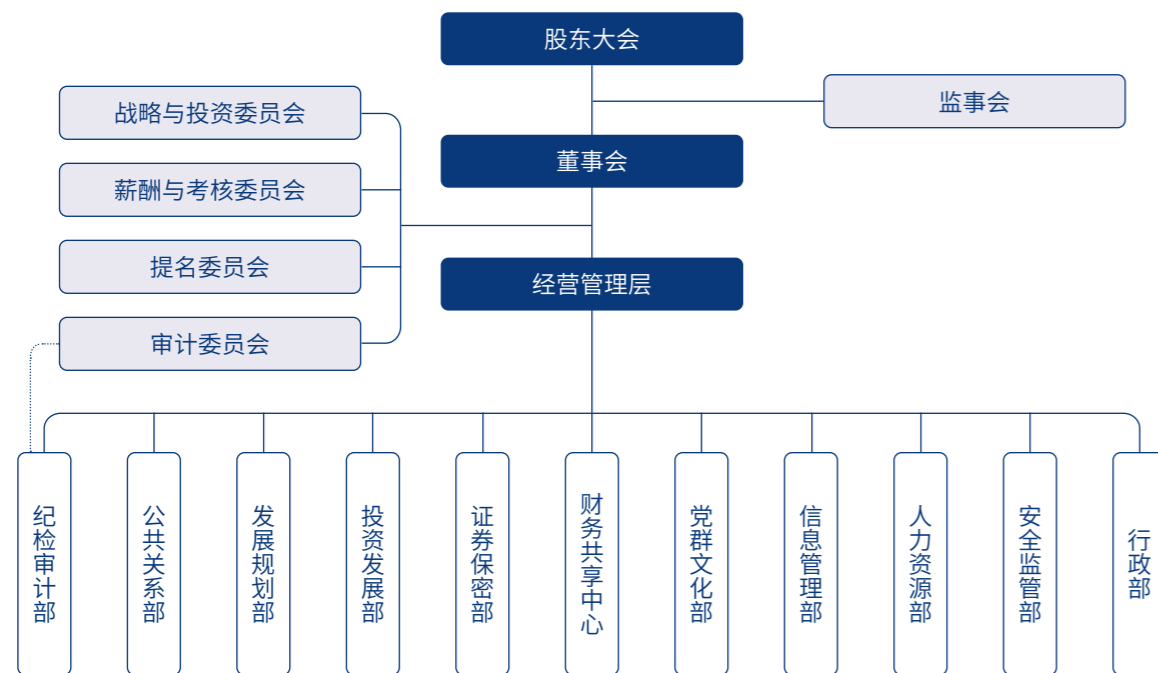 股东大会
监事会
战略与投资委员会
董事会
薪酬与考核委员会
提名委员会
经营管理层
审计委员会
纪检审计部
公共关系部
发展规划部
投资发展部
证券保密部
财务共享中心
党群文化部
信息管理部
人力资源部
安全监管部
行政部